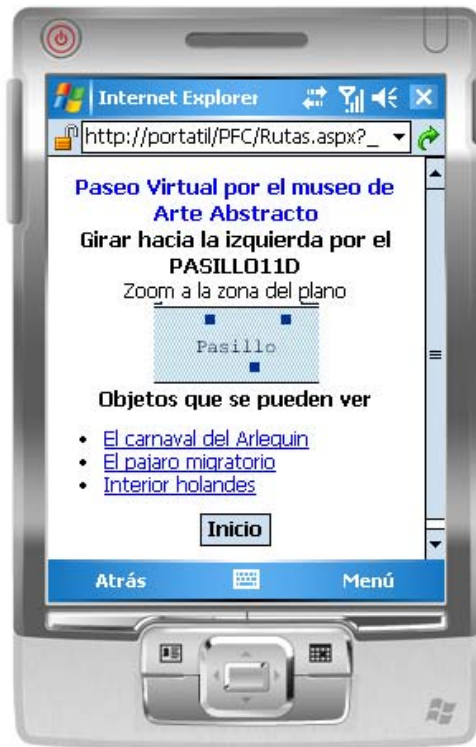 Internet Explorer
http://portatil/PFC/Rutas.aspx?_
Paseo Virtual por el museo de
Arte Abstracto
Girar hacia la izquierda por el
PASILLO11D
Zoom a la zona del plano
Pasillo
Objetos que se pueden ver
• El carnaval del Arlequin
• El pajaro migratorio
• Interior holandes
Inicio
Atrás Menú